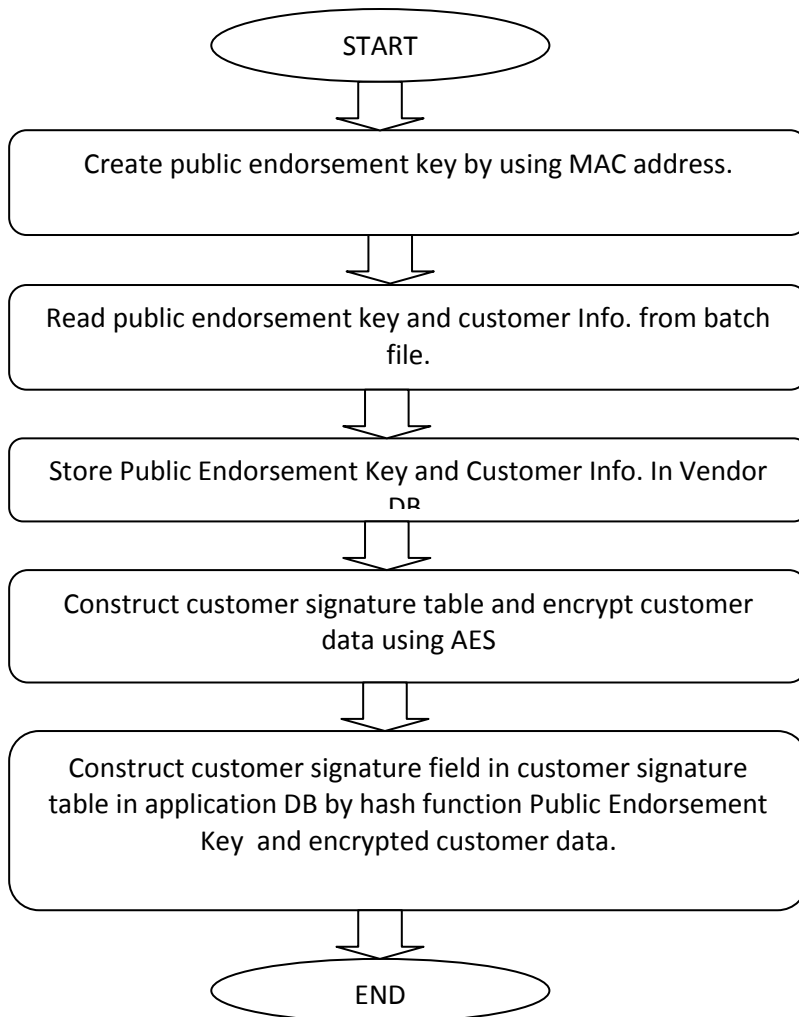 START
Create public endorsement key by using MAC address.
Read public endorsement key and customer Info. from batch
file.
Store Public Endorsement Key and Customer Info. In Vendor
DB
Construct customer signature table and encrypt customer
data using AES
Construct customer signature field in customer signature
table in application DB by hash function Public Endorsement
Key and encrypted customer data.
END